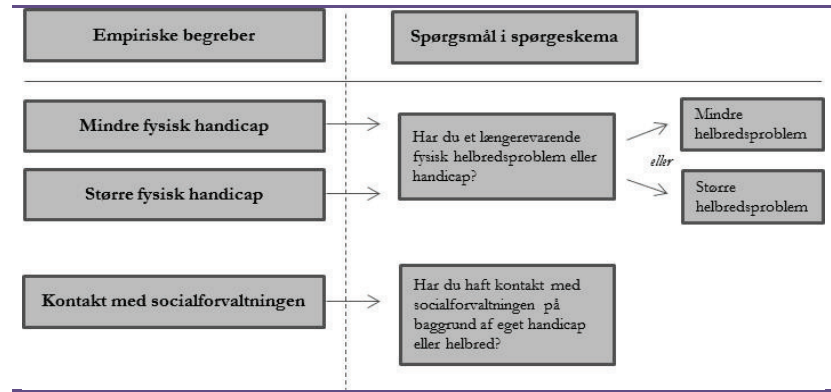 Empiriske begreber
Spørgsmål i spørgeskema
Mindre fysisk handicap
Større fysisk handicap
Har du et længerevarende
fysisk helbredsproblem eller
handicap?
Mindre
helbredsproblem
eller
Større
helbredsproblem
Kontakt med socialforvaltningen
Har du haft kontakt med
socialforvaltningen på
baggrund af eget handicap
eller helbred?